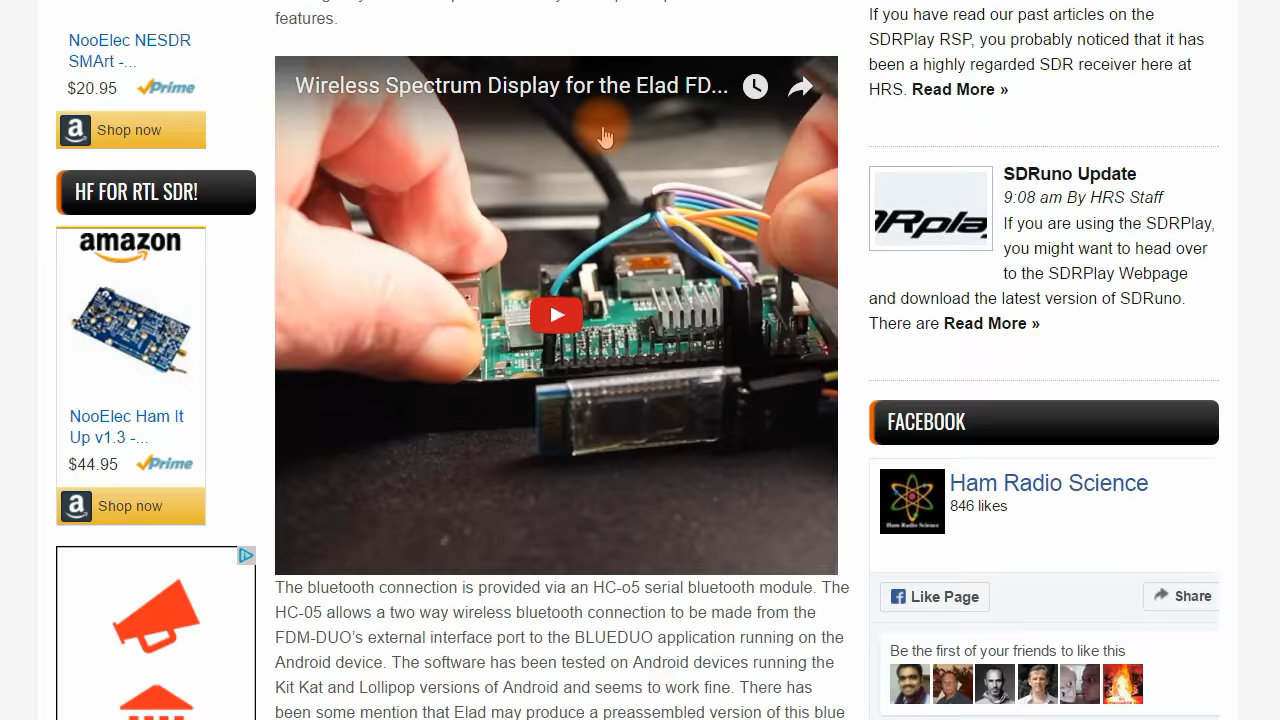 features.
NooElec NESDR
SMArt -...
$20.95 Prime
Shop now
HF FOR RTL SDR!
amazon
NooElec Ham It
Up v1.3 -...
$44.95 Prime
Shop now
Wireless Spectrum Display for the Elad FD...
The bluetooth connection is provided via an HC-o5 serial bluetooth module. The
HC-05 allows a two way wireless bluetooth connection to be made from the
FDM-DUO’s external interface port to the BLUEDUO application running on the
Android device. The software has been tested on Android devices running the
Kit Kat and Lollipop versions of Android and seems to work fine. There has
been some mention that Elad may produce a preassembled version of this blue
If you have read our past articles on the
SDRPlay RSP, you probably noticed that it has
been a highly regarded SDR receiver here at
HRS. Read More »
SDRuno Update
9:08 am By HRS Staff
If you are using the SDRPlay,
you might want to head over
to the SDRPlay Webpage
and download the latest version of SDRuno.
There are Read More »
FACEBOOK
Ham Radio Science
846 likes
Ham Radio Science
Like Page
Share
Be the first of your friends to like this